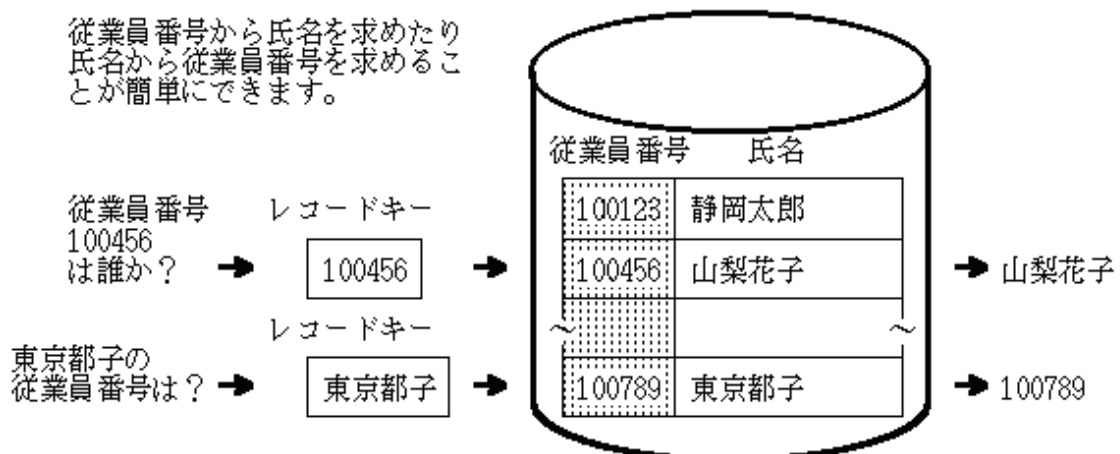 従業員番号から氏名を求めたり
氏名から従業員番号を求めるこ
とが簡単にできます。
従業員番号 氏名
100123 静岡太郎
従業員番号
100456
は誰か?
レコードキー
100456
100456 山梨花子
山梨花子
レコードキー
東京都子の
従業員番号は?
東京都子
~ ~
100789 東京都子
100789